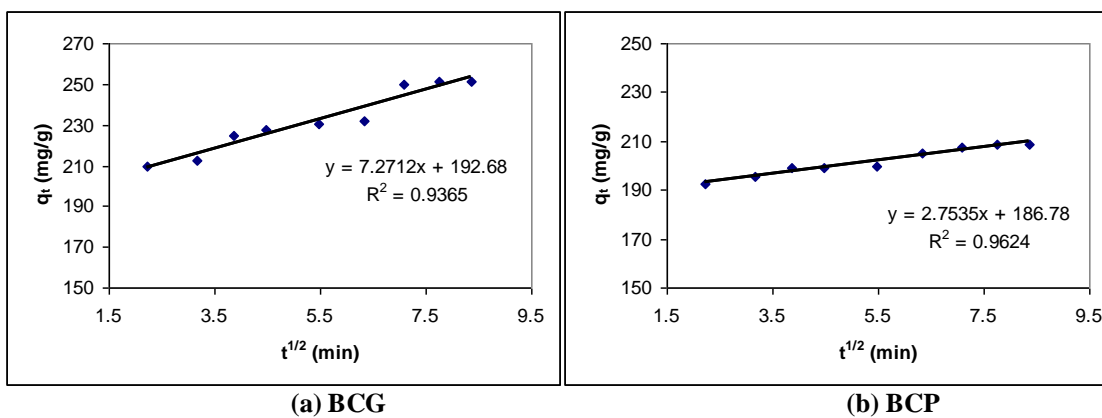 270
250
230
210
190
170
150
qt (mg/g)
y = 7.2712x + 192.68
R² = 0.9365
1.5 3.5 5.5 7.5 9.5
t^1/2 (min)
(a) BCG
250
230
210
190
170
150
qt (mg/g)
y = 2.7535x + 186.78
R² = 0.9624
1.5 3.5 5.5 7.5 9.5
t^1/2 (min)
(b) BCP